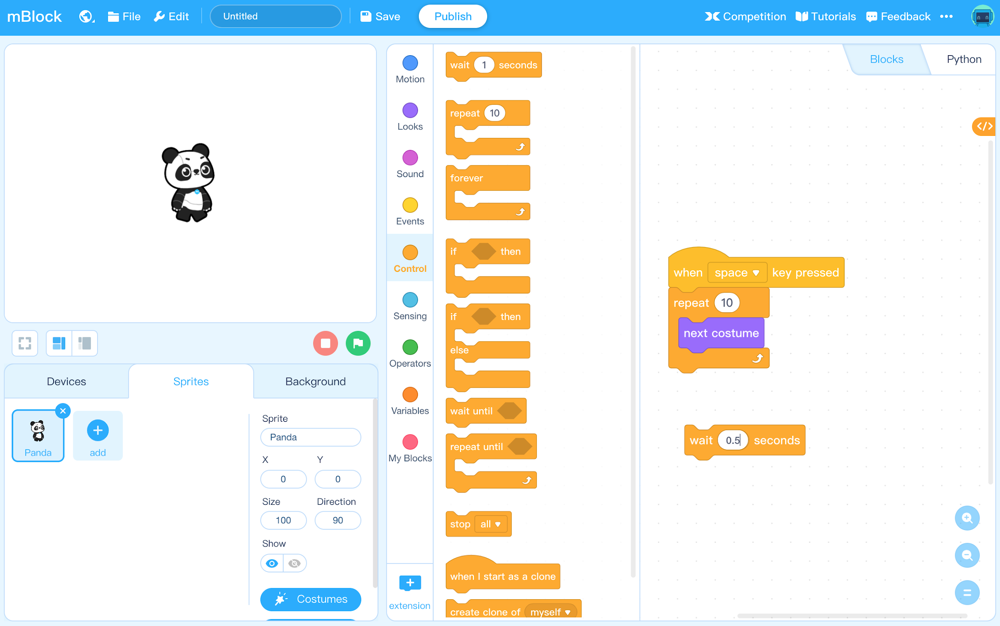 mBlock
File
Edit
Untitled
Save
Publish
Competition
Tutorials
Feedback
Devices
Sprites
Background
Panda
add
Sprite
Panda
X
Y
0
0
Size
Direction
100
90
Show
Costumes
Motion
Looks
Sound
Events
Control
Sensing
Operators
Variables
My Blocks
extension
wait 1 seconds
repeat 10
forever
if then
if then
else
wait until
repeat until
stop all
when I start as a clone
create clone of myself
Blocks
Python
</>
when space key pressed
repeat 10
next costume
wait 0.5 seconds